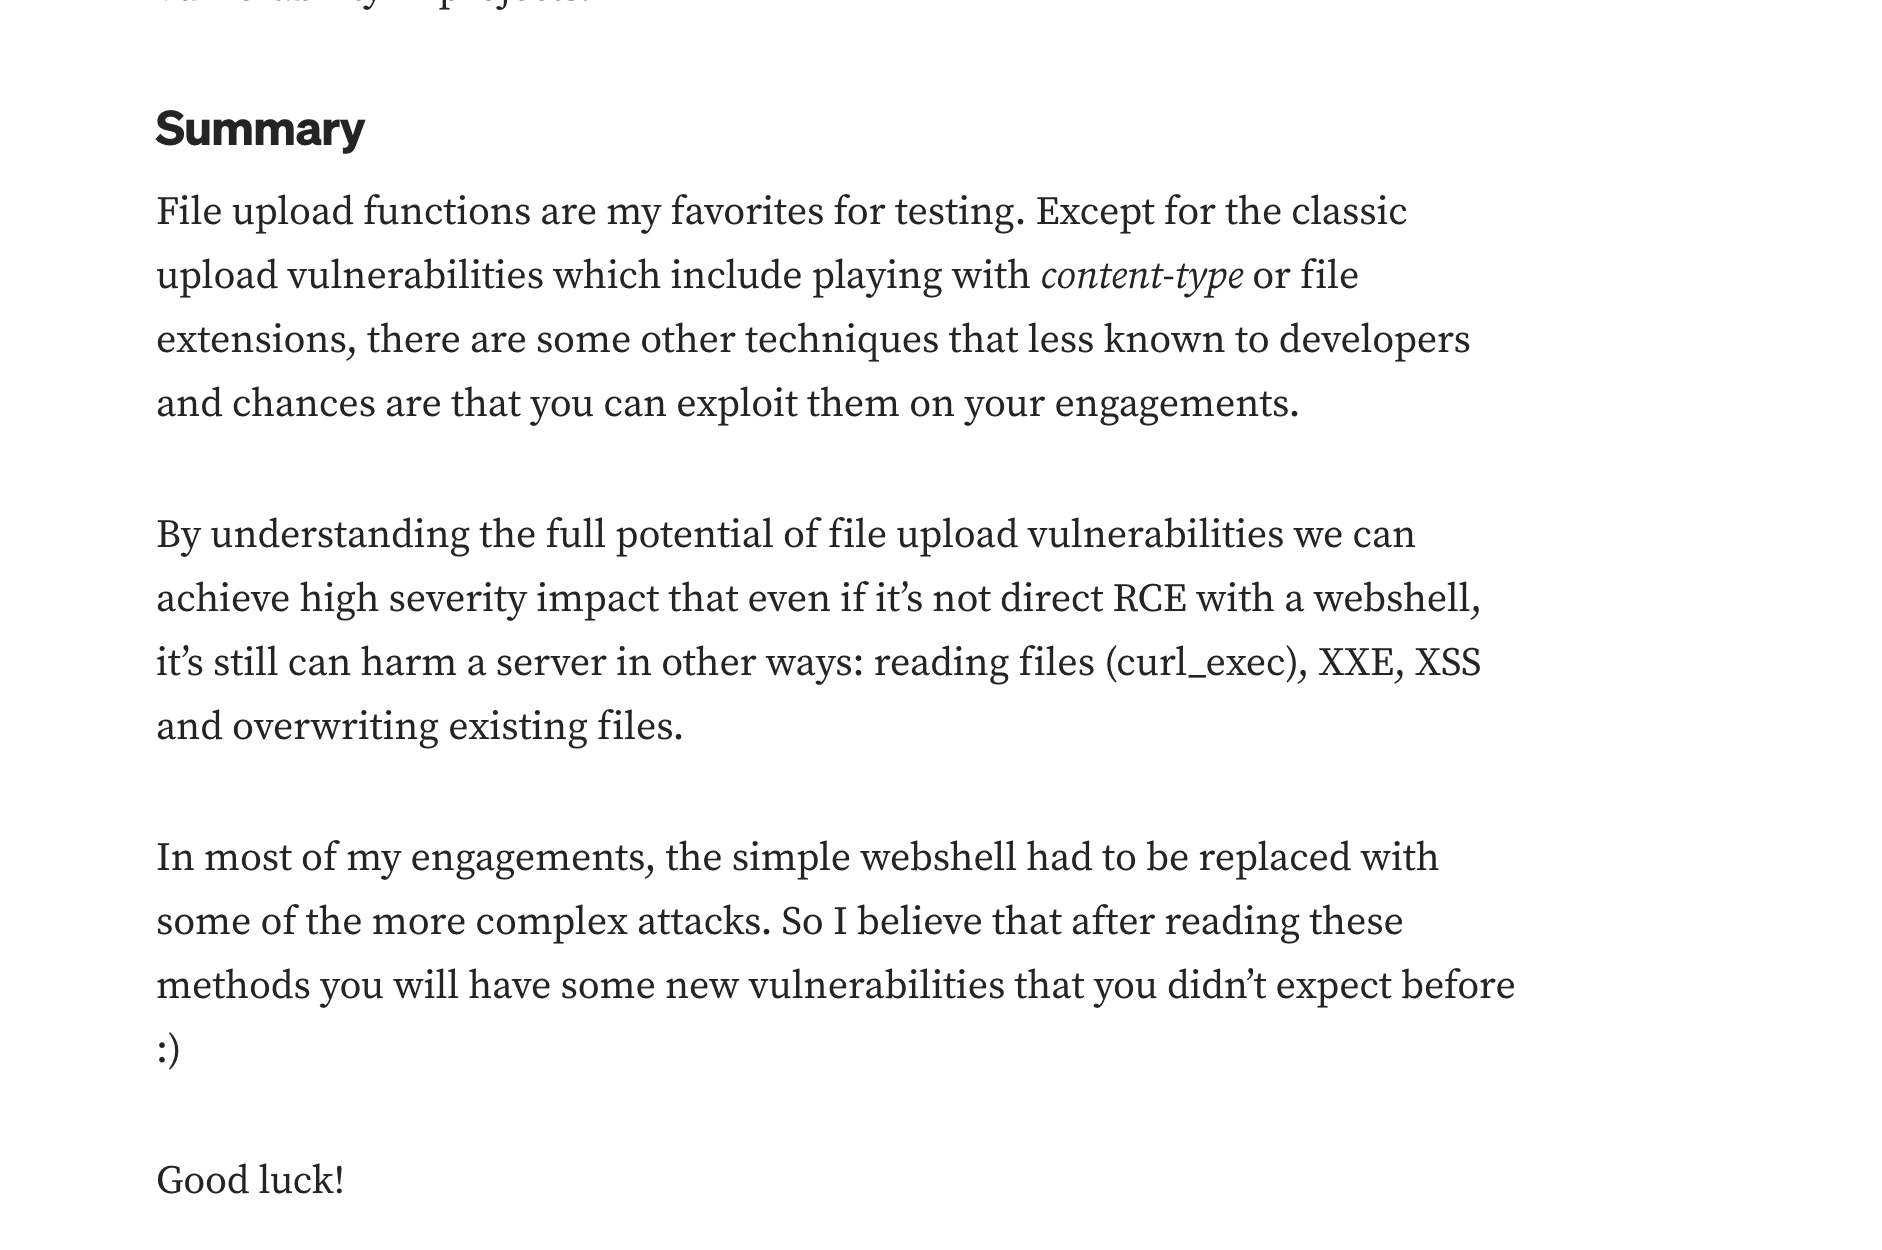 Summary
File upload functions are my favorites for testing. Except for the classic
upload vulnerabilities which include playing with content-type or file
extensions, there are some other techniques that less known to developers
and chances are that you can exploit them on your engagements.
By understanding the full potential of file upload vulnerabilities we can
achieve high severity impact that even if it’s not direct RCE with a webshell,
it’s still can harm a server in other ways: reading files (curl_exec), XXE, XSS
and overwriting existing files.
In most of my engagements, the simple webshell had to be replaced with
some of the more complex attacks. So I believe that after reading these
methods you will have some new vulnerabilities that you didn’t expect before
:)
Good luck!